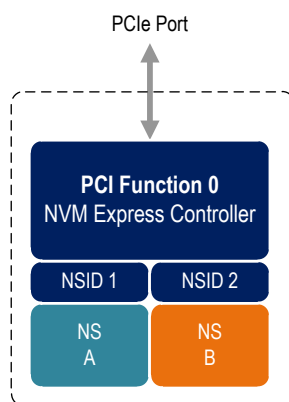 PCIe Port
PCI Function 0
NVM Express Controller
NSID 1 NSID 2
NS NS
A B